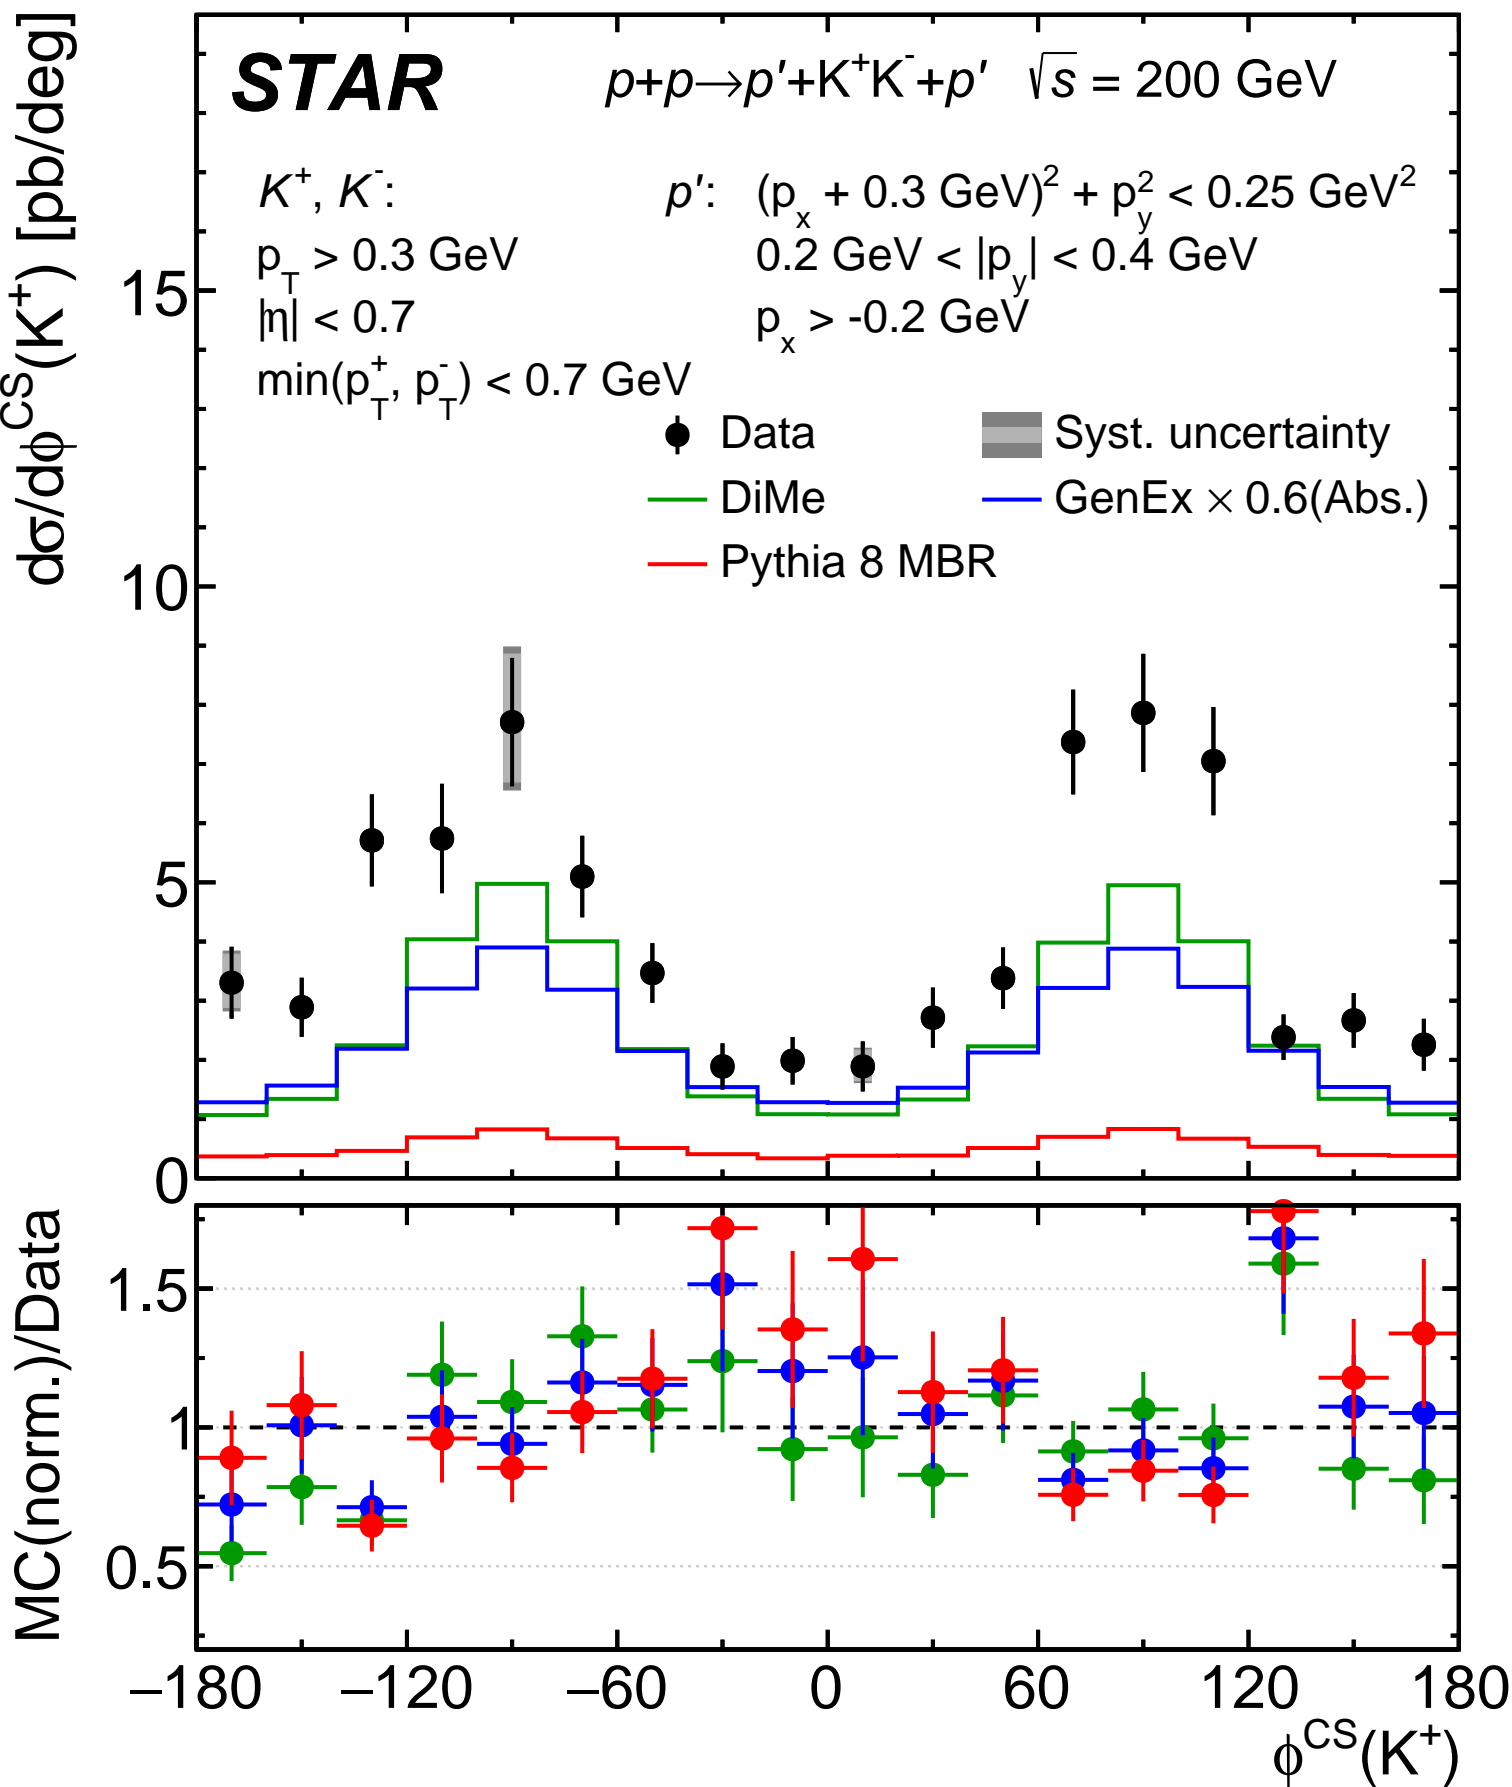 STAR p+p→p′+K⁺K⁻+p′ √s = 200 GeV
K⁺, K⁻: p′: (pₓ + 0.3 GeV)² + p_y² < 0.25 GeV²
p_T > 0.3 GeV 0.2 GeV < |p_y| < 0.4 GeV
|η| < 0.7 pₓ > -0.2 GeV
min(p_T⁺, p_T⁻) < 0.7 GeV
Data Syst. uncertainty
DiMe GenEx × 0.6(Abs.)
Pythia 8 MBR
dσ/dϕ^CS(K⁺) [pb/deg]
15
10
5
0
MC(norm.)/Data
1.5
1
0.5
−180 −120 −60 0 60 120 180
ϕ^CS(K⁺)